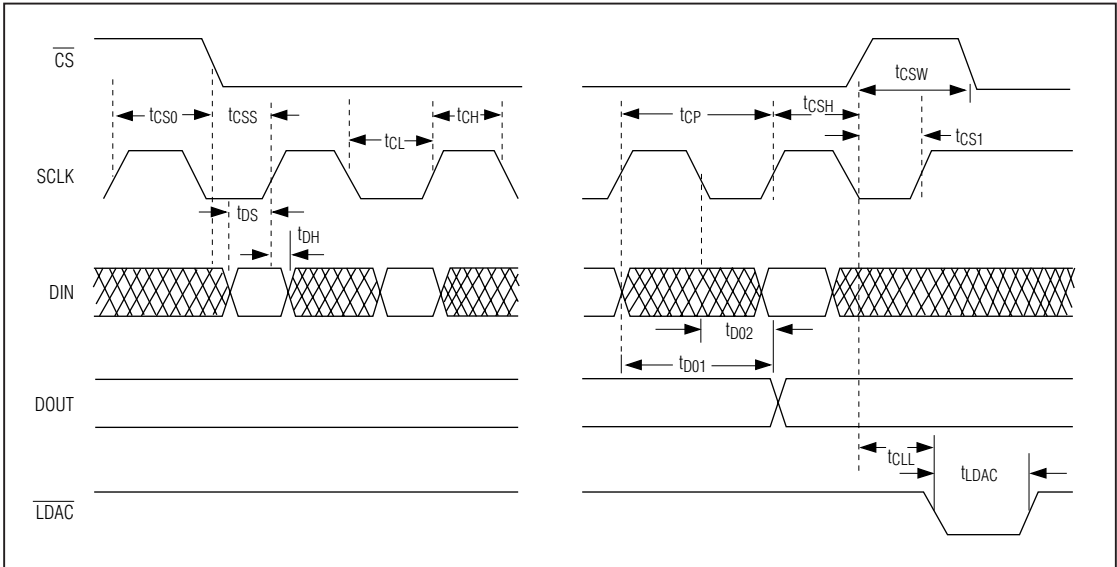 CS
tCSW
tCS0 tCSS tCL tCH tCP tCSH
tCS1
SCLK
tDS
tDH
DIN
tD02
tD01
DOUT
tCLL tLDAC
LDAC